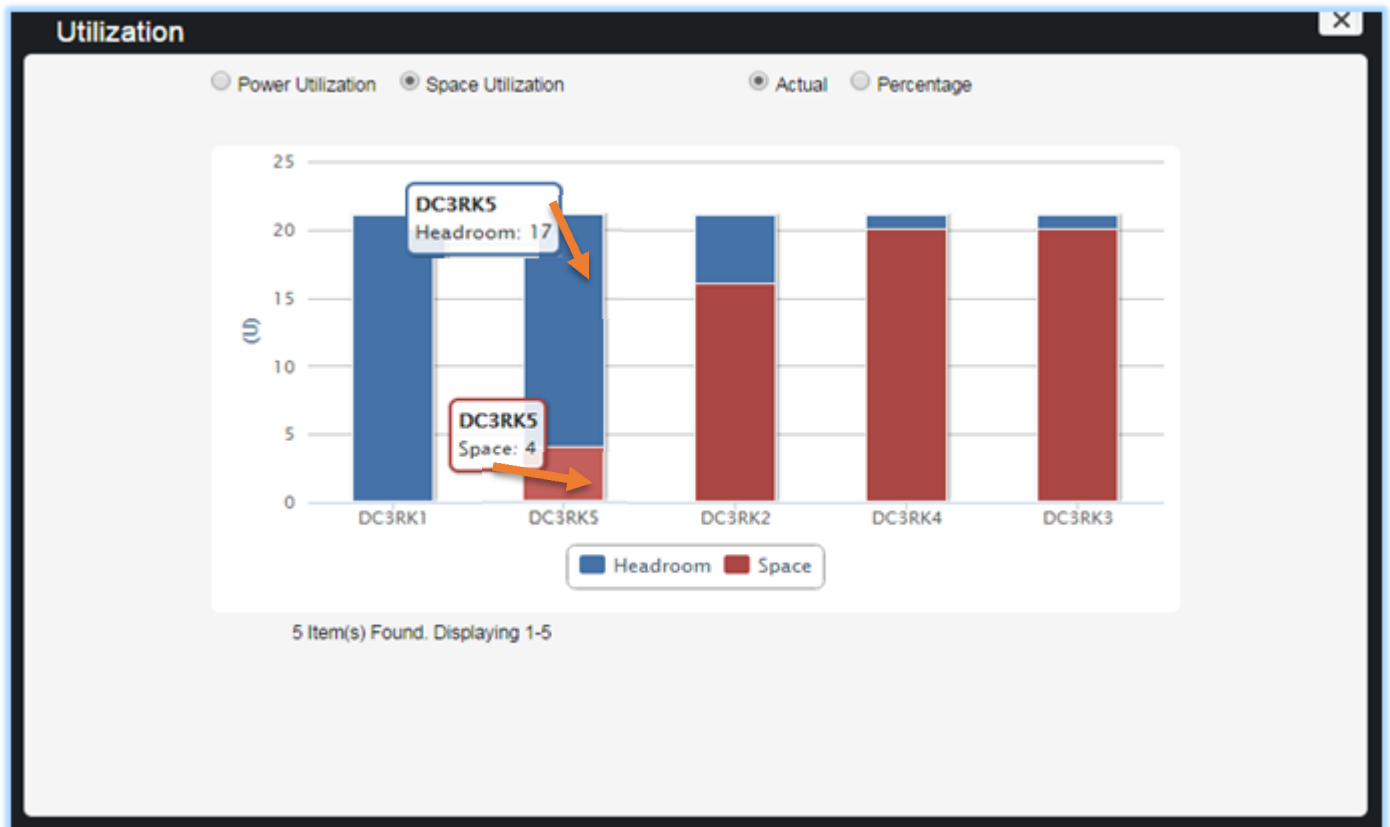 Utilization
Power Utilization Space Utilization Actual Percentage
25
DC3RK5
Headroom: 17
20
15
(U)
10
DC3RK5
Space: 4
5
0
DC3RK1 DC3RK5 DC3RK2 DC3RK4 DC3RK3
Headroom Space
5 Item(s) Found. Displaying 1-5